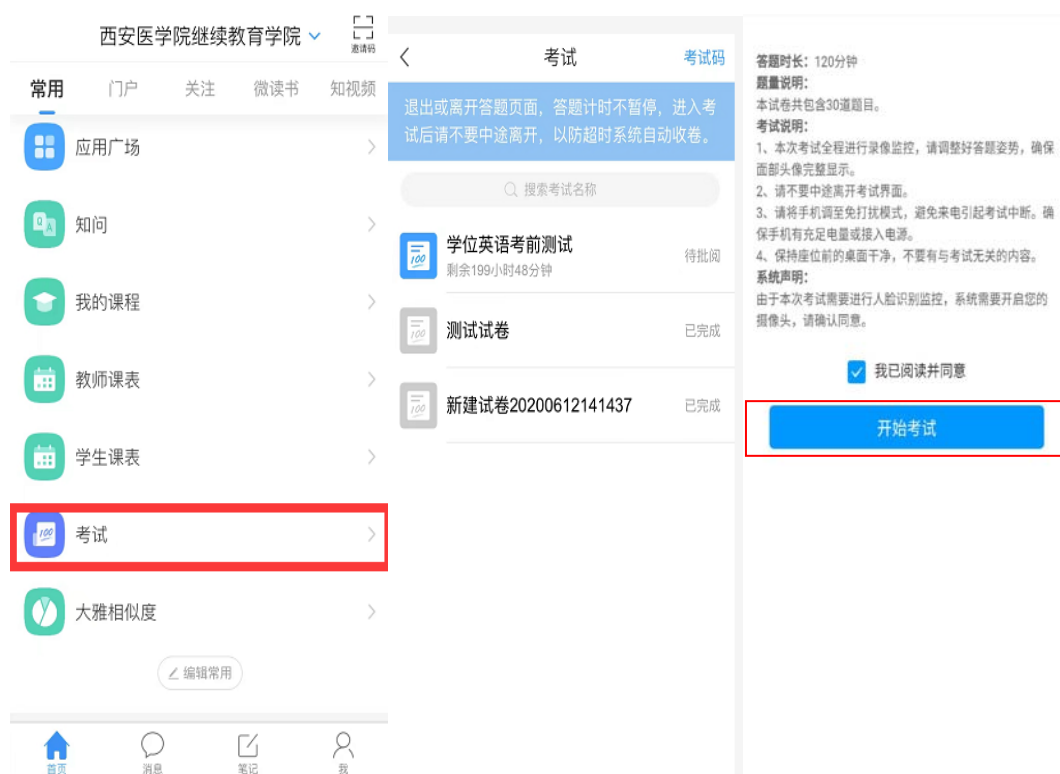 西安医学院继续教育学院
邀请码
常用 门户 关注 微读书 知视频
应用广场
知问
我的课程
教师课表
学生课表
考试
大雅相似度
编辑常用
首页 消息 笔记 我
考试 考试码
退出或离开答题页面，答题计时不暂停，进入考
试后请不要中途离开，以防超时系统自动收卷。
搜索考试名称
学位英语考前测试
剩余199小时48分钟
待批阅
测试试卷
已完成
新建试卷20200612141437
已完成
答题时长：120分钟
题量说明：
本试卷共包含30道题目。
考试说明：
1、本次考试全程进行录像监控，请调整好答题姿势，确保
面部头像完整显示。
2、请不要中途离开考试界面。
3、请将手机调至免打扰模式，避免来电引起考试中断。确
保手机有充足电量或接入电源。
4、保持座位前的桌面干净，不要有与考试无关的内容。
系统声明：
由于本次考试需要进行人脸识别监控，系统需要开启您的
摄像头，请确认同意。
我已阅读并同意
开始考试